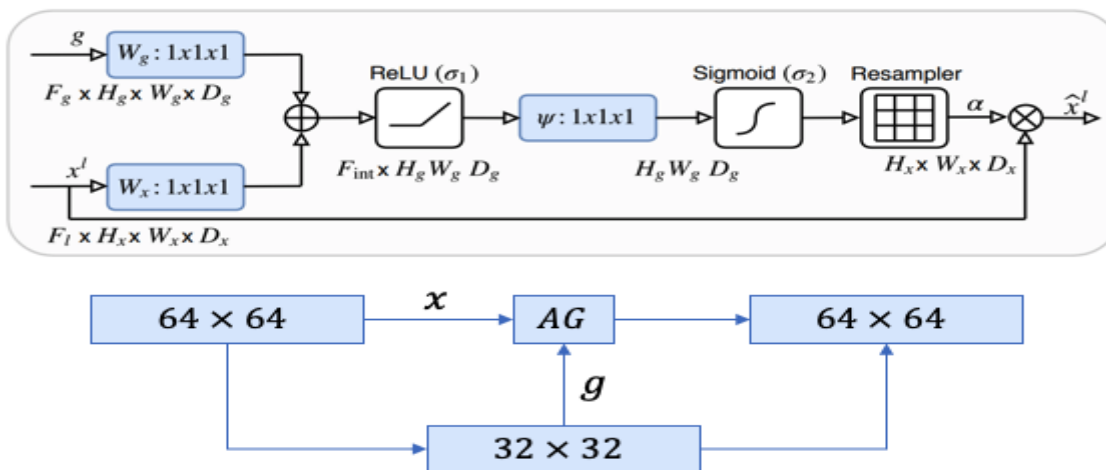 g
W_g : 1x1x1
F_g x H_g x W_g x D_g
ReLU (σ_1)
Sigmoid (σ_2)
Resampler
ψ : 1x1x1
α
x̂^l
F_int x H_g W_g D_g
H_g W_g D_g
H_x x W_x x D_x
x^l
W_x : 1x1x1
F_l x H_x x W_x x D_x
64 × 64
x
AG
64 × 64
g
32 × 32